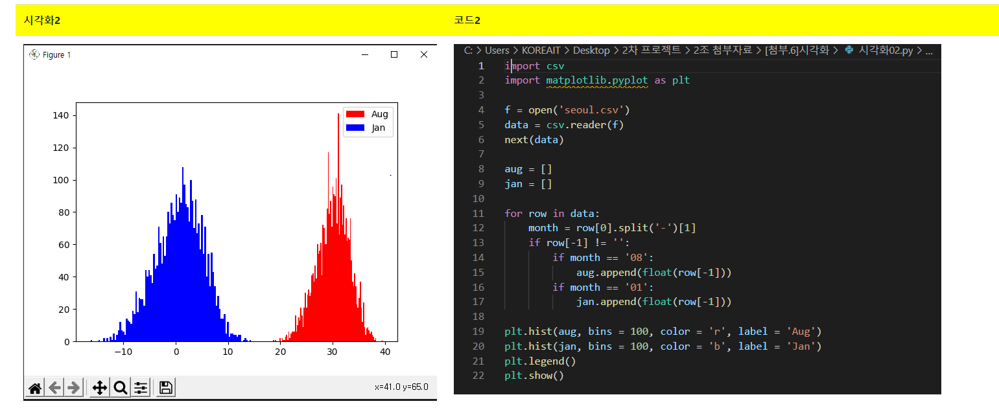 시각화2
코드2
Figure 1
140
120
100
80
60
40
20
0
−10
0
10
20
30
40
Aug
Jan
x=41.0 y=65.0
C: > Users > KOREAIT > Desktop > 2차 프로젝트 > 2조 첨부자료 > [첨부.6]시각화 > 시각화02.py > ...
1 import csv
2 import matplotlib.pyplot as plt
3
4 f = open('seoul.csv')
5 data = csv.reader(f)
6 next(data)
7
8 aug = []
9 jan = []
10
11 for row in data:
12     month = row[0].split('-')[1]
13     if row[-1] != '':
14         if month == '08':
15             aug.append(float(row[-1]))
16         if month == '01':
17             jan.append(float(row[-1]))
18
19 plt.hist(aug, bins = 100, color = 'r', label = 'Aug')
20 plt.hist(jan, bins = 100, color = 'b', label = 'Jan')
21 plt.legend()
22 plt.show()